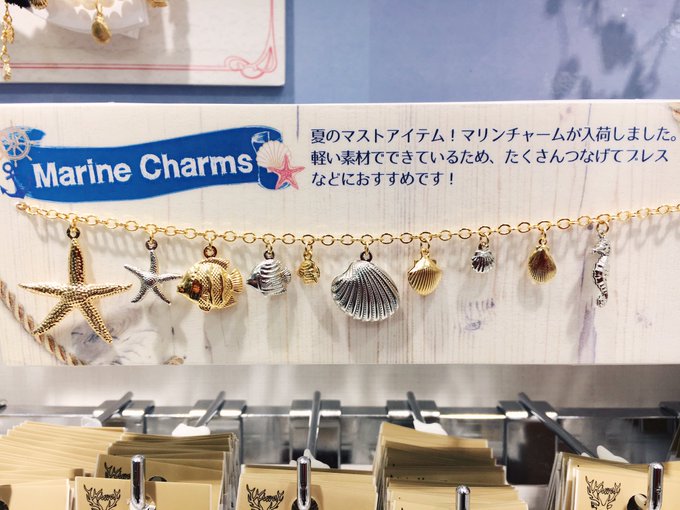 Marine Charms
夏のマストアイテム！マリンチャームが入荷しました。
軽い素材でできているため、たくさんつなげてブレス
などにおすすめです！